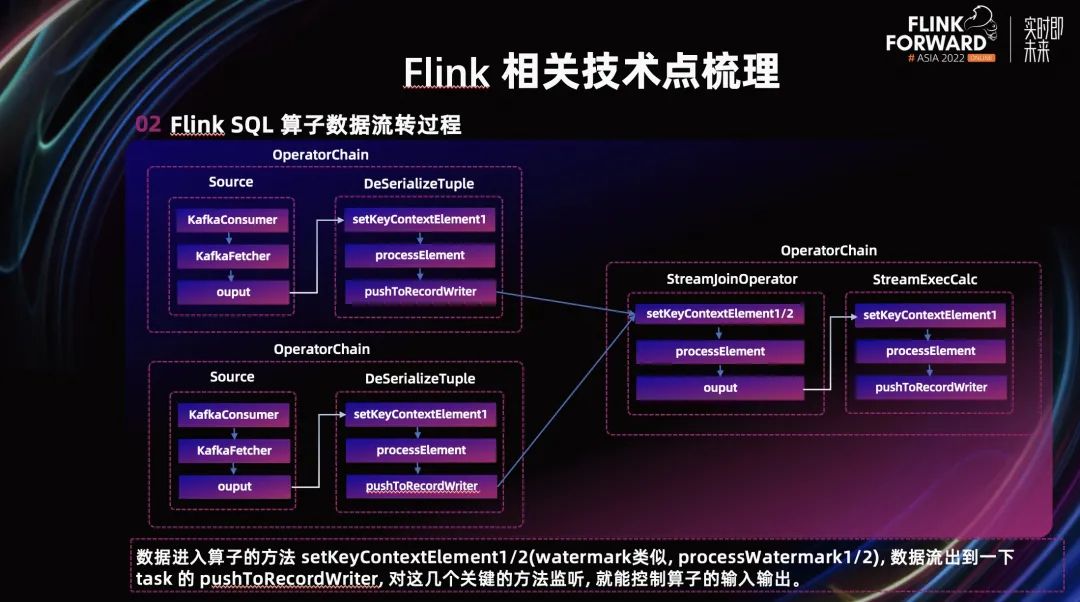 FLINK
FORWARD
# ASIA 2022 ONLINE
实时即
未来
Flink 相关技术点梳理
02 Flink SQL 算子数据流转过程
OperatorChain
Source
DeSerializeTuple
KafkaConsumer
setKeyContextElement1
KafkaFetcher
processElement
ouput
pushToRecordWriter
OperatorChain
Source
DeSerializeTuple
KafkaConsumer
setKeyContextElement1
KafkaFetcher
processElement
ouput
pushToRecordWriter
OperatorChain
StreamJoinOperator
StreamExecCalc
setKeyContextElement1/2
setKeyContextElement1
processElement
processElement
ouput
pushToRecordWriter
数据进入算子的方法 setKeyContextElement1/2(watermark类似, processWatermark1/2), 数据流出到一下
task 的 pushToRecordWriter, 对这几个关键的方法监听, 就能控制算子的输入输出。